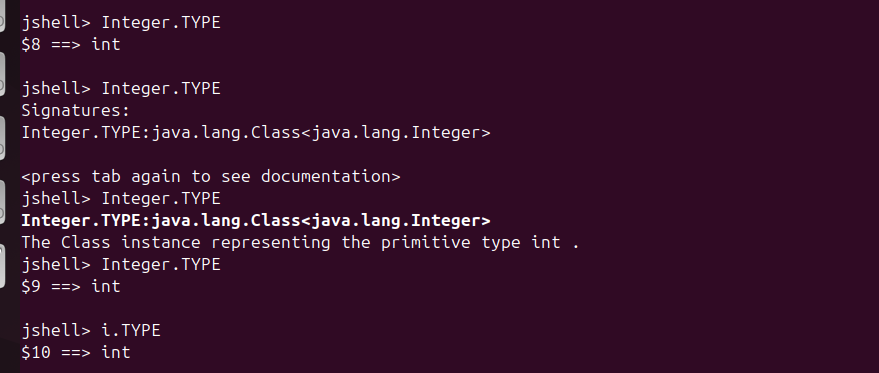 jshell> Integer.TYPE
$8 ==> int
jshell> Integer.TYPE
Signatures:
Integer.TYPE:java.lang.Class<java.lang.Integer>
<press tab again to see documentation>
jshell> Integer.TYPE
Integer.TYPE:java.lang.Class<java.lang.Integer>
The Class instance representing the primitive type int .
jshell> Integer.TYPE
$9 ==> int
jshell> i.TYPE
$10 ==> int